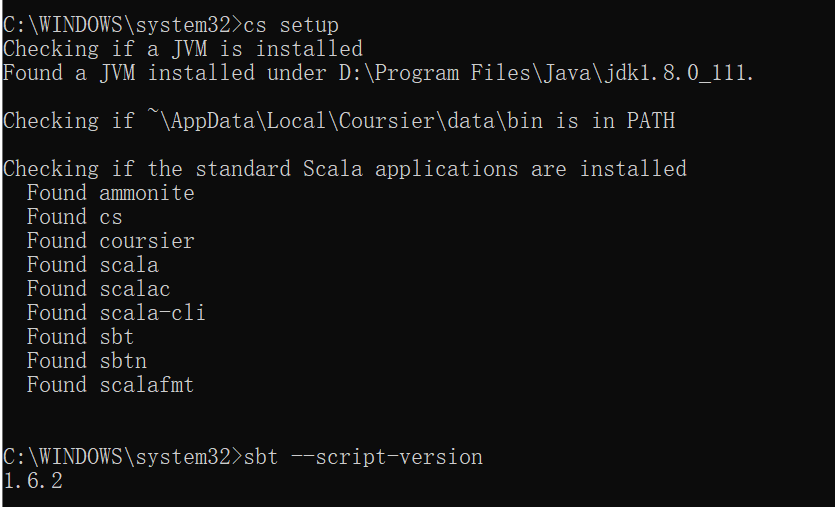 C:\WINDOWS\system32>cs setup
Checking if a JVM is installed
Found a JVM installed under D:\Program Files\Java\jdk1.8.0_111.
Checking if ~\AppData\Local\Coursier\data\bin is in PATH
Checking if the standard Scala applications are installed
Found ammonite
Found cs
Found coursier
Found scala
Found scalac
Found scala-cli
Found sbt
Found sbtn
Found scalafmt
C:\WINDOWS\system32>sbt --script-version
1.6.2